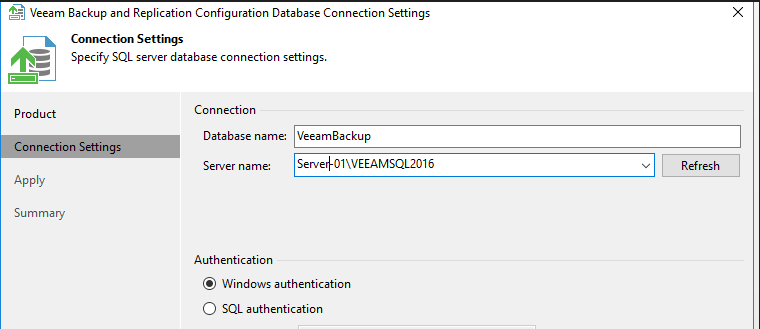 Veeam Backup and Replication Configuration Database Connection Settings
Connection Settings
Specify SQL server database connection settings.
Product
Connection Settings
Apply
Summary
Connection
Database name: VeeamBackup
Server name: Server-01\VEEAMSQL2016 Refresh
Authentication
Windows authentication
SQL authentication